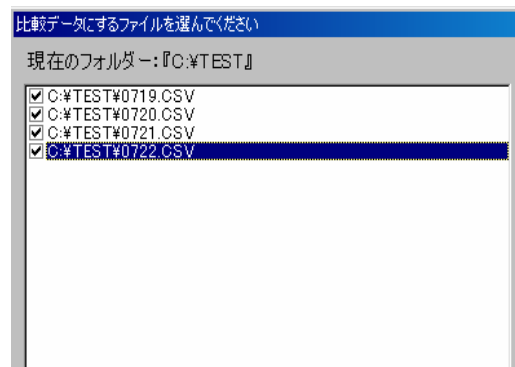 比較データにするファイルを選んでください
現在のフォルダー:『C:¥TEST』
C:¥TEST¥0719.CSV
C:¥TEST¥0720.CSV
C:¥TEST¥0721.CSV
C:¥TEST¥0722.CSV